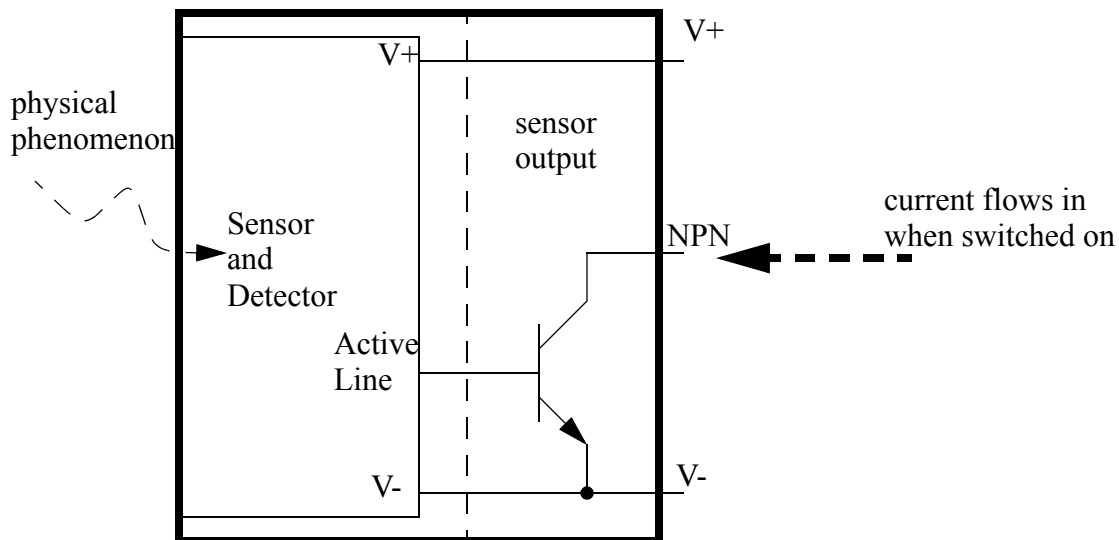 V+
V+
physical
phenomenon
sensor
output
Sensor
and
Detector
NPN
current flows in
when switched on
Active
Line
V-
V-